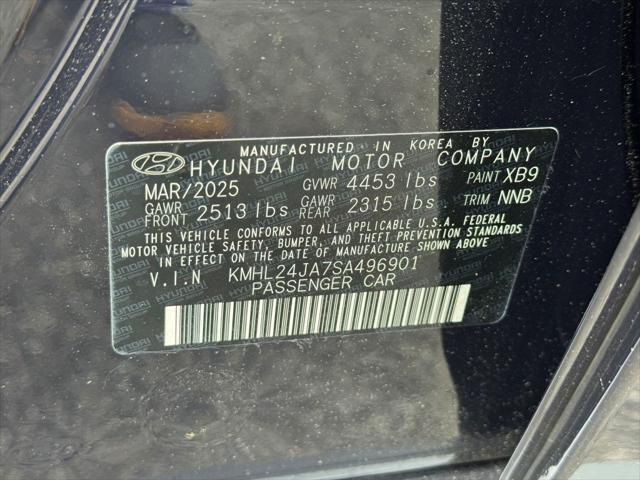 MANUFACTURED IN KOREA BY
HYUNDAI MOTOR COMPANY
MAR/2025 GVWR 4453 lbs PAINT XB9
GAWR FRONT 2513 lbs GAWR REAR 2315 lbs TRIM NNB
THIS VEHICLE CONFORMS TO ALL APPLICABLE U.S.A. FEDERAL
MOTOR VEHICLE SAFETY, BUMPER, AND THEFT PREVENTION STANDARDS
IN EFFECT ON THE DATE OF MANUFACTURE SHOWN ABOVE.
V.I.N KMHL24JA7SA496901
PASSENGER CAR